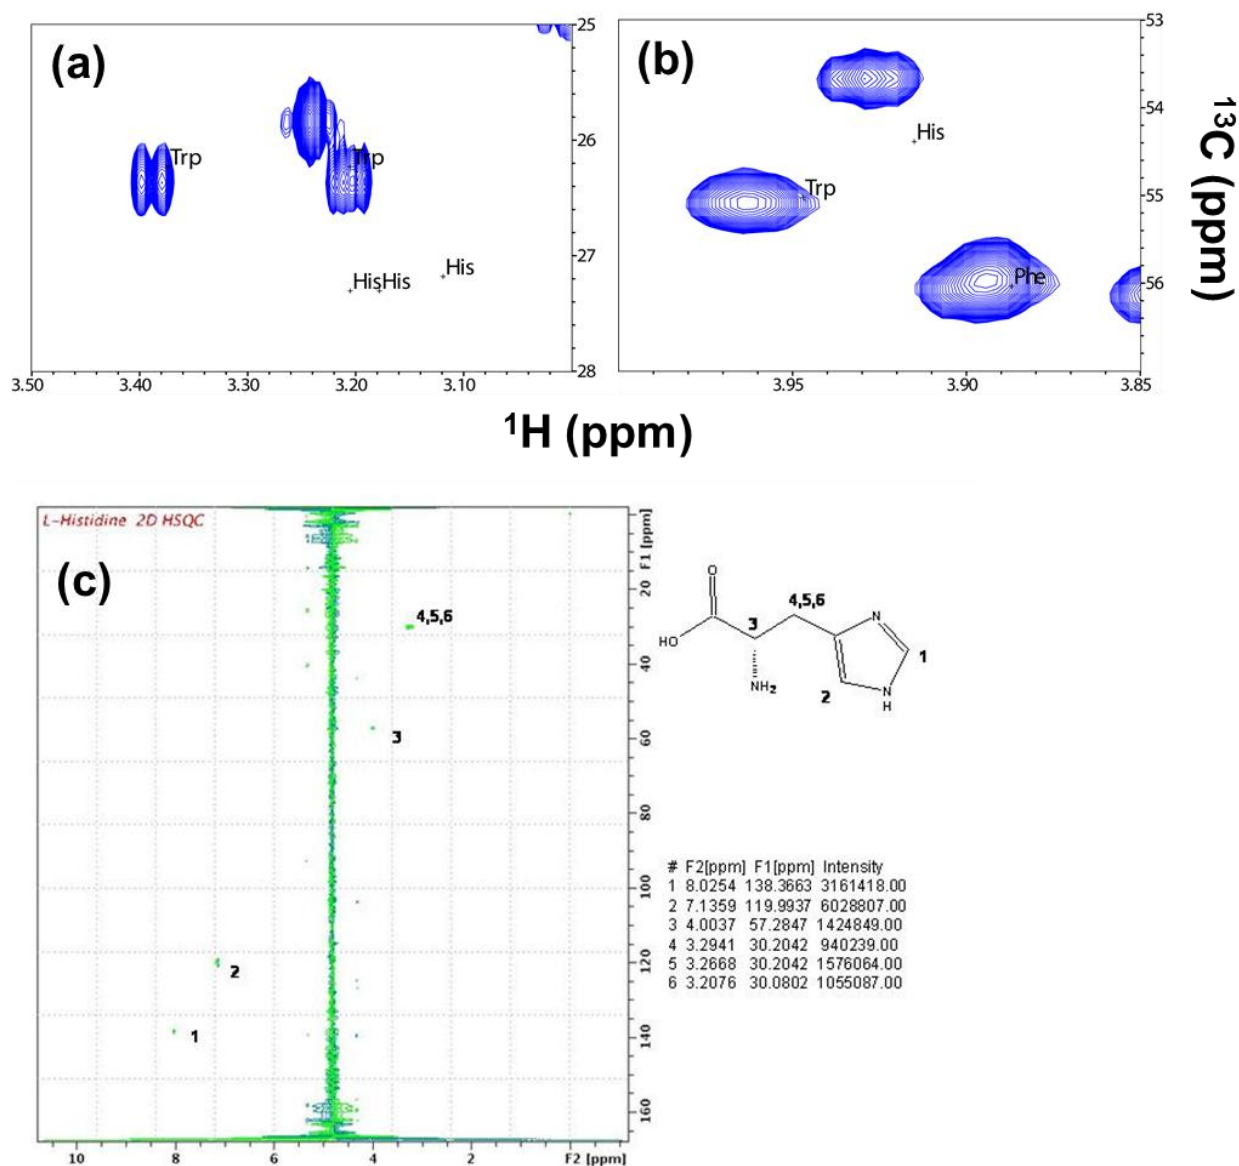 (a)
Trp
Trp
His
His
His
25
26
27
28
3.50
3.40
3.30
3.20
3.10
(b)
His
Trp
Phe
53
54
55
56
3.95
3.90
3.85
13C (ppm)
1H (ppm)
L-Histidine 2D HSQC
(c)
4,5,6
3
2
1
F1 [ppm]
20
40
60
80
100
120
140
160
10
8
6
4
2
F2 [ppm]
O
HO
3
4,5,6
NH2
N
1
2
N
H
# F2[ppm] F1[ppm] Intensity
1 8.0254 138.3663 3161418.00
2 7.1359 119.9937 6028807.00
3 4.0037 57.2847 1424849.00
4 3.2941 30.2042 940239.00
5 3.2668 30.2042 1576064.00
6 3.2076 30.0802 1055087.00